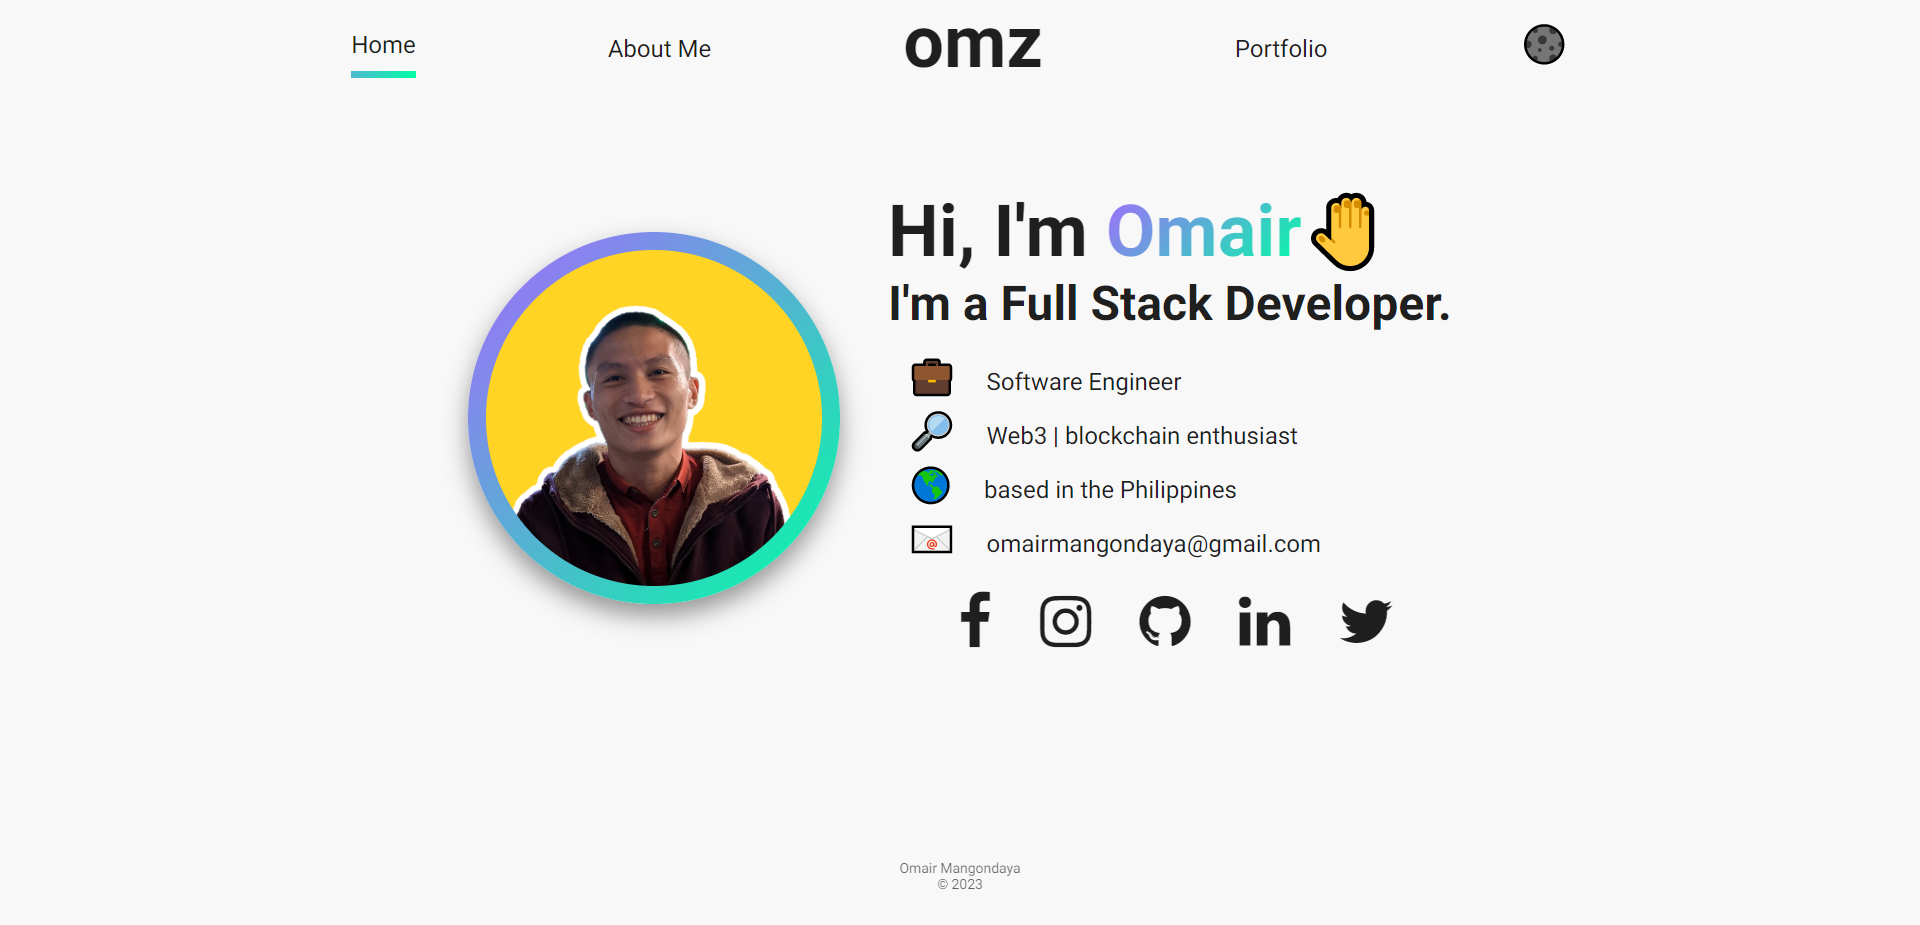 Home
About Me
omz
Portfolio
Hi, I'm Omair
I'm a Full Stack Developer.
Software Engineer
Web3 | blockchain enthusiast
based in the Philippines
omairmangondaya@gmail.com
Omair Mangondaya
© 2023